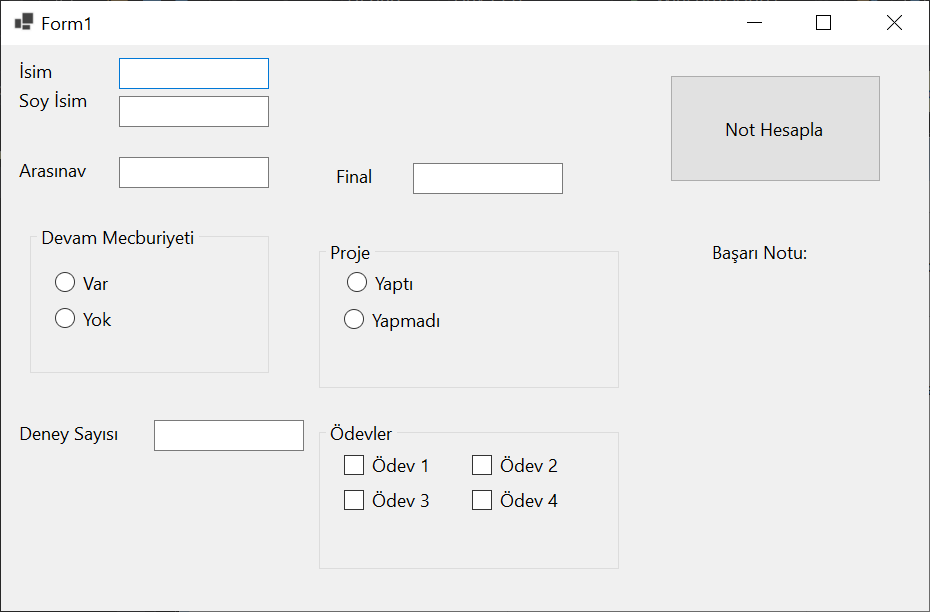 Form1
İsim
Soy İsim
Not Hesapla
Arasınav
Final
Devam Mecburiyeti
Var
Yok
Proje
Yaptı
Yapmadı
Başarı Notu:
Deney Sayısı
Ödevler
Ödev 1 Ödev 2
Ödev 3 Ödev 4